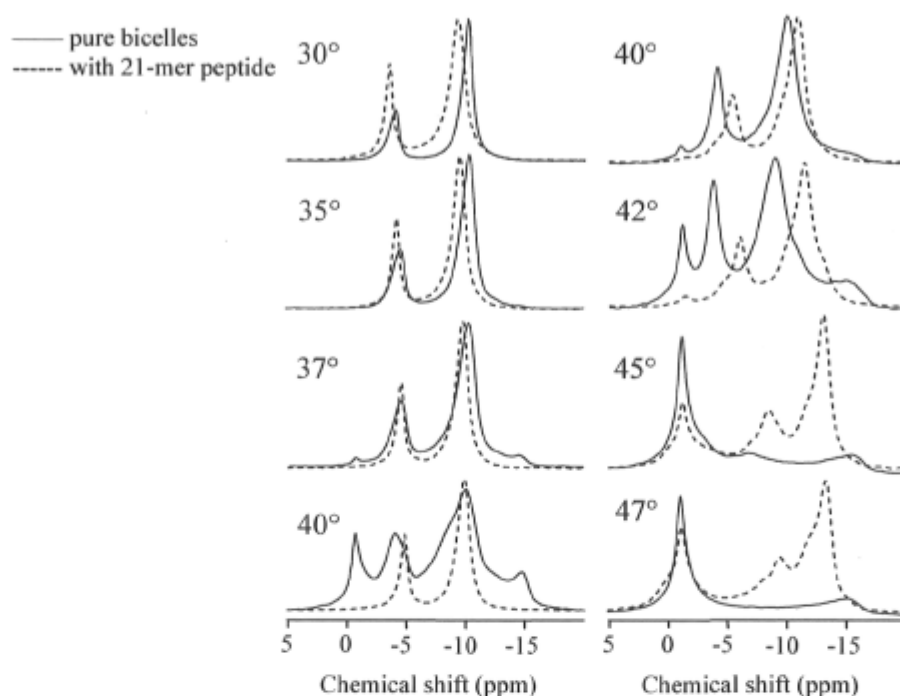 pure bicelles
with 21-mer peptide
30°
35°
37°
40°
5 0 -5 -10 -15
Chemical shift (ppm)
40°
42°
45°
47°
5 0 -5 -10 -15
Chemical shift (ppm)